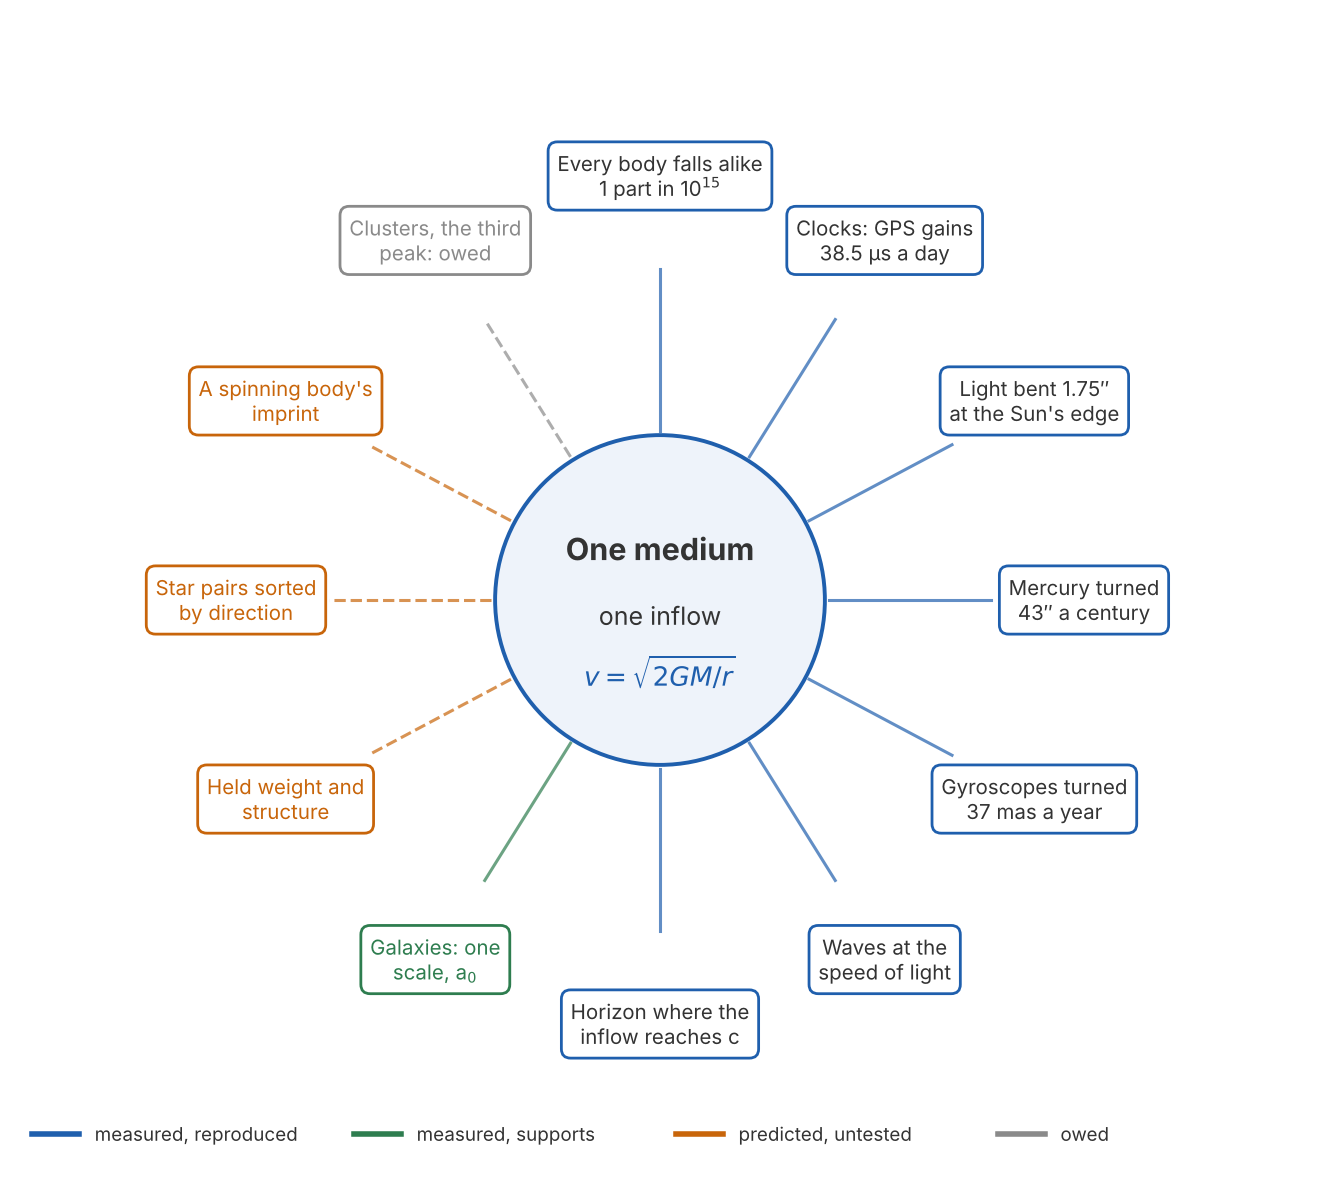 Every body falls alike
1 part in 10¹⁵
Clocks: GPS gains
38.5 µs a day
Light bent 1.75″
at the Sun's edge
Mercury turned
43″ a century
Gyroscopes turned
37 mas a year
Waves at the
speed of light
Horizon where the
inflow reaches c
Galaxies: one
scale, a₀
Held weight and
structure
Star pairs sorted
by direction
A spinning body's
imprint
Clusters, the third
peak: owed
One medium
one inflow
v = √2GM/r
measured, reproduced
measured, supports
predicted, untested
owed